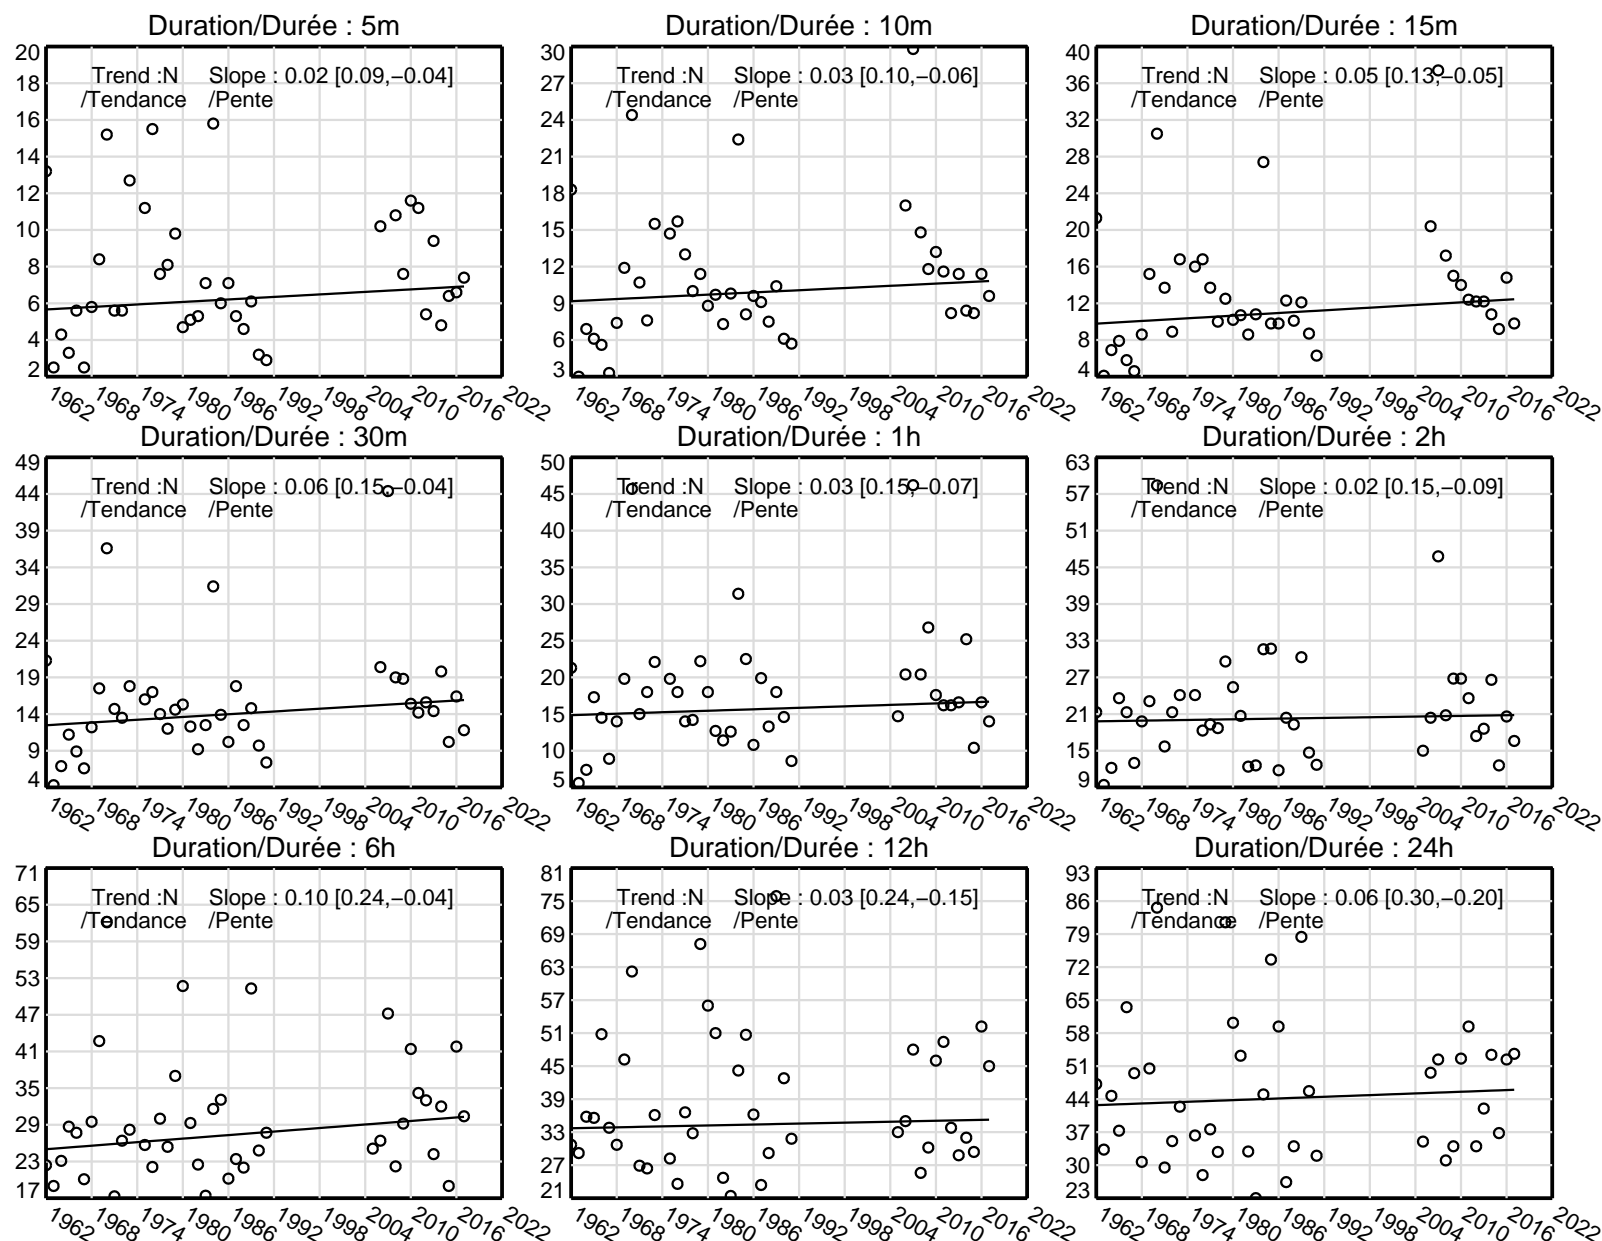 Duration/Durée : 5m
Trend :N Slope : 0.02 [0.09,−0.04]
/Tendance /Pente
20
18
16
14
12
10
8
6
4
2
1962 1968 1974 1980 1986 1992 1998 2004 2010 2016 2022
Duration/Durée : 10m
Trend :N Slope : 0.03 [0.10,−0.06]
/Tendance /Pente
30
27
24
21
18
15
12
9
6
3
1962 1968 1974 1980 1986 1992 1998 2004 2010 2016 2022
Duration/Durée : 15m
Trend :N Slope : 0.05 [0.13,−0.05]
/Tendance /Pente
40
36
32
28
24
20
16
12
8
4
1962 1968 1974 1980 1986 1992 1998 2004 2010 2016 2022
Duration/Durée : 30m
Trend :N Slope : 0.06 [0.15,−0.04]
/Tendance /Pente
49
44
39
34
29
24
19
14
9
4
1962 1968 1974 1980 1986 1992 1998 2004 2010 2016 2022
Duration/Durée : 1h
Trend :N Slope : 0.03 [0.15,−0.07]
/Tendance /Pente
50
45
40
35
30
25
20
15
10
5
1962 1968 1974 1980 1986 1992 1998 2004 2010 2016 2022
Duration/Durée : 2h
Trend :N Slope : 0.02 [0.15,−0.09]
/Tendance /Pente
63
57
51
45
39
33
27
21
15
9
1962 1968 1974 1980 1986 1992 1998 2004 2010 2016 2022
Duration/Durée : 6h
Trend :N Slope : 0.10 [0.24,−0.04]
/Tendance /Pente
71
65
59
53
47
41
35
29
23
17
1962 1968 1974 1980 1986 1992 1998 2004 2010 2016 2022
Duration/Durée : 12h
Trend :N Slope : 0.03 [0.24,−0.15]
/Tendance /Pente
81
75
69
63
57
51
45
39
33
27
21
1962 1968 1974 1980 1986 1992 1998 2004 2010 2016 2022
Duration/Durée : 24h
Trend :N Slope : 0.06 [0.30,−0.20]
/Tendance /Pente
93
86
79
72
65
58
51
44
37
30
23
1962 1968 1974 1980 1986 1992 1998 2004 2010 2016 2022